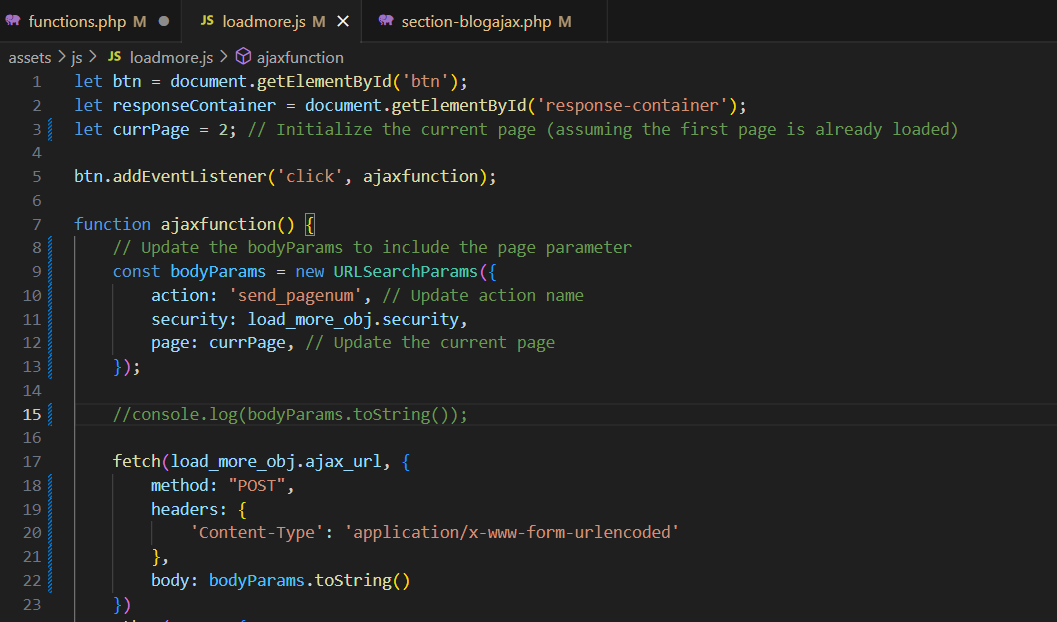 functions.php M
JS loadmore.js M
section-blogajax.php M
assets > js > JS loadmore.js > ajaxfunction
1 let btn = document.getElementById('btn');
2 let responseContainer = document.getElementById('response-container');
3 let currPage = 2; // Initialize the current page (assuming the first page is already loaded)
4
5 btn.addEventListener('click', ajaxfunction);
6
7 function ajaxfunction() {
8 // Update the bodyParams to include the page parameter
9 const bodyParams = new URLSearchParams({
10 action: 'send_pagenum', // Update action name
11 security: load_more_obj.security,
12 page: currPage, // Update the current page
13 });
14
15 //console.log(bodyParams.toString());
16
17 fetch(load_more_obj.ajax_url, {
18 method: "POST",
19 headers: {
20 'Content-Type': 'application/x-www-form-urlencoded'
21 },
22 body: bodyParams.toString()
23 })